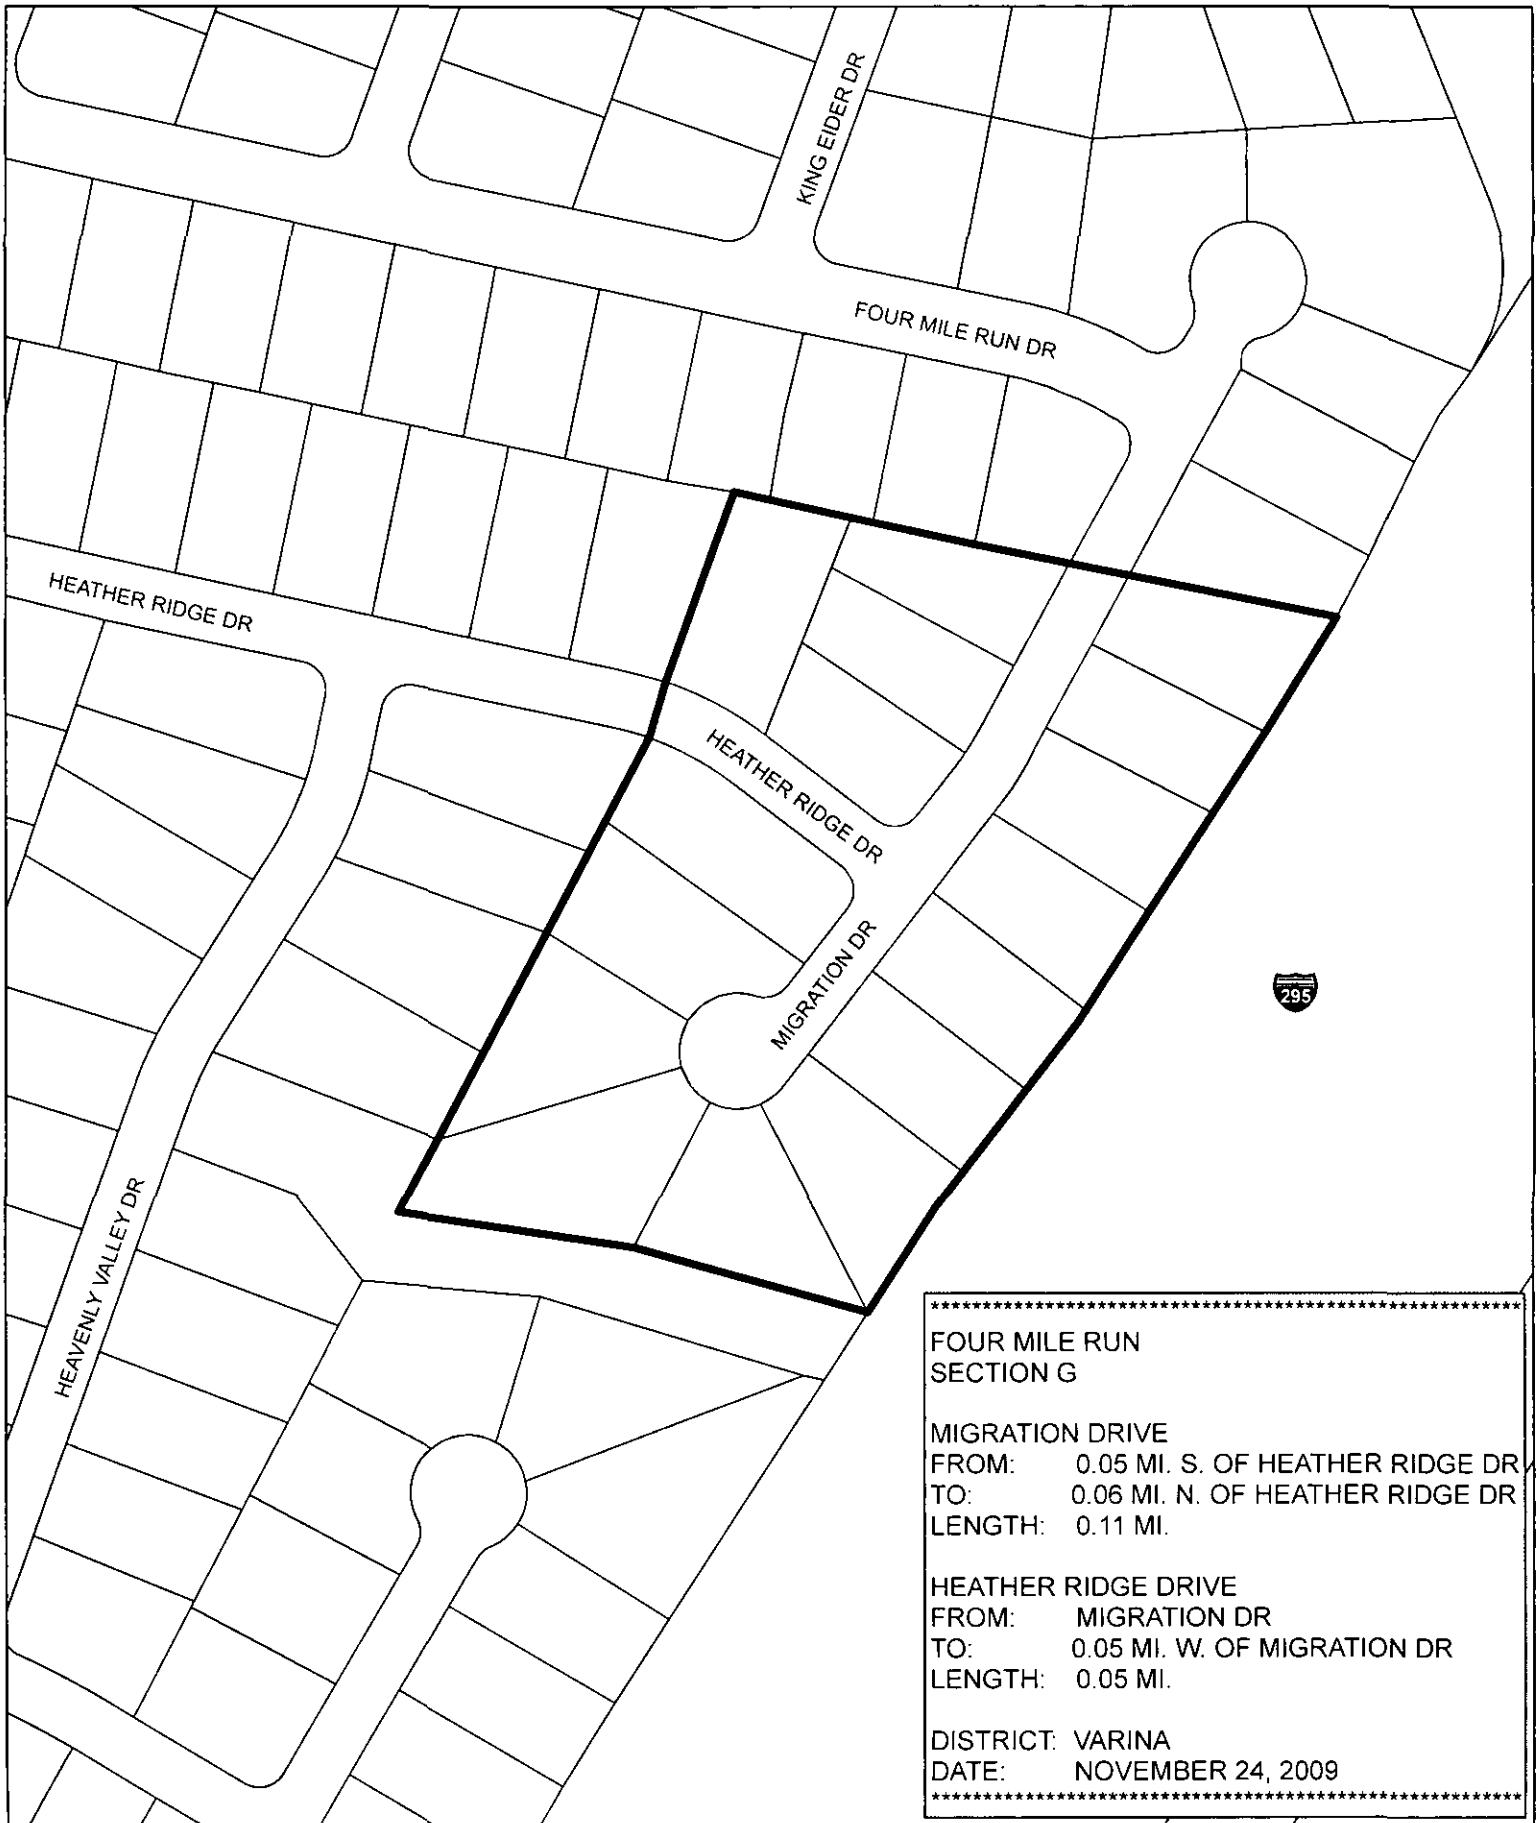 KING EIDER DR
FOUR MILE RUN DR
HEATHER RIDGE DR
HEATHER RIDGE DR
MIGRATION DR
295
HEAVENLY VALLEY DR
************************************************************
FOUR MILE RUN
SECTION G
MIGRATION DRIVE
FROM: 0.05 MI. S. OF HEATHER RIDGE DR
TO: 0.06 MI. N. OF HEATHER RIDGE DR
LENGTH: 0.11 MI.
HEATHER RIDGE DRIVE
FROM: MIGRATION DR
TO: 0.05 MI. W. OF MIGRATION DR
LENGTH: 0.05 MI.
DISTRICT: VARINA
DATE: NOVEMBER 24, 2009
************************************************************